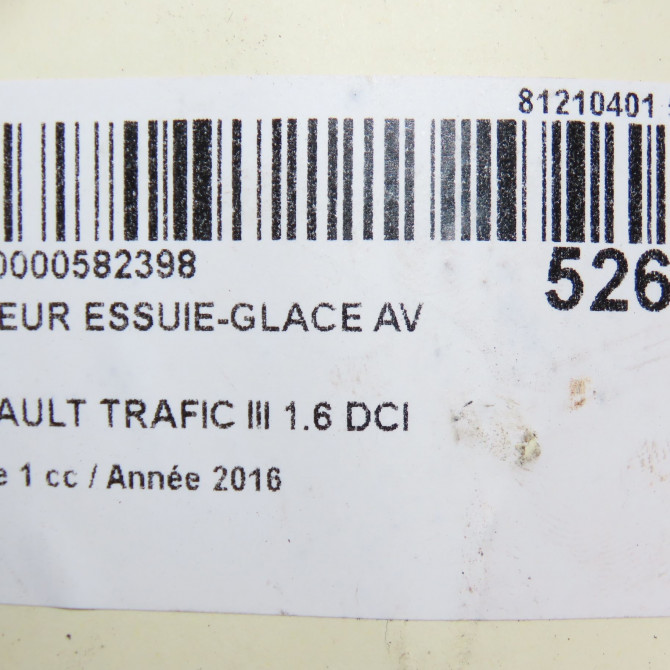 81210401
0000582398
526
EUR ESSUIE-GLACE AV
AULT TRAFIC III 1.6 DCI
e 1 cc / Année 2016